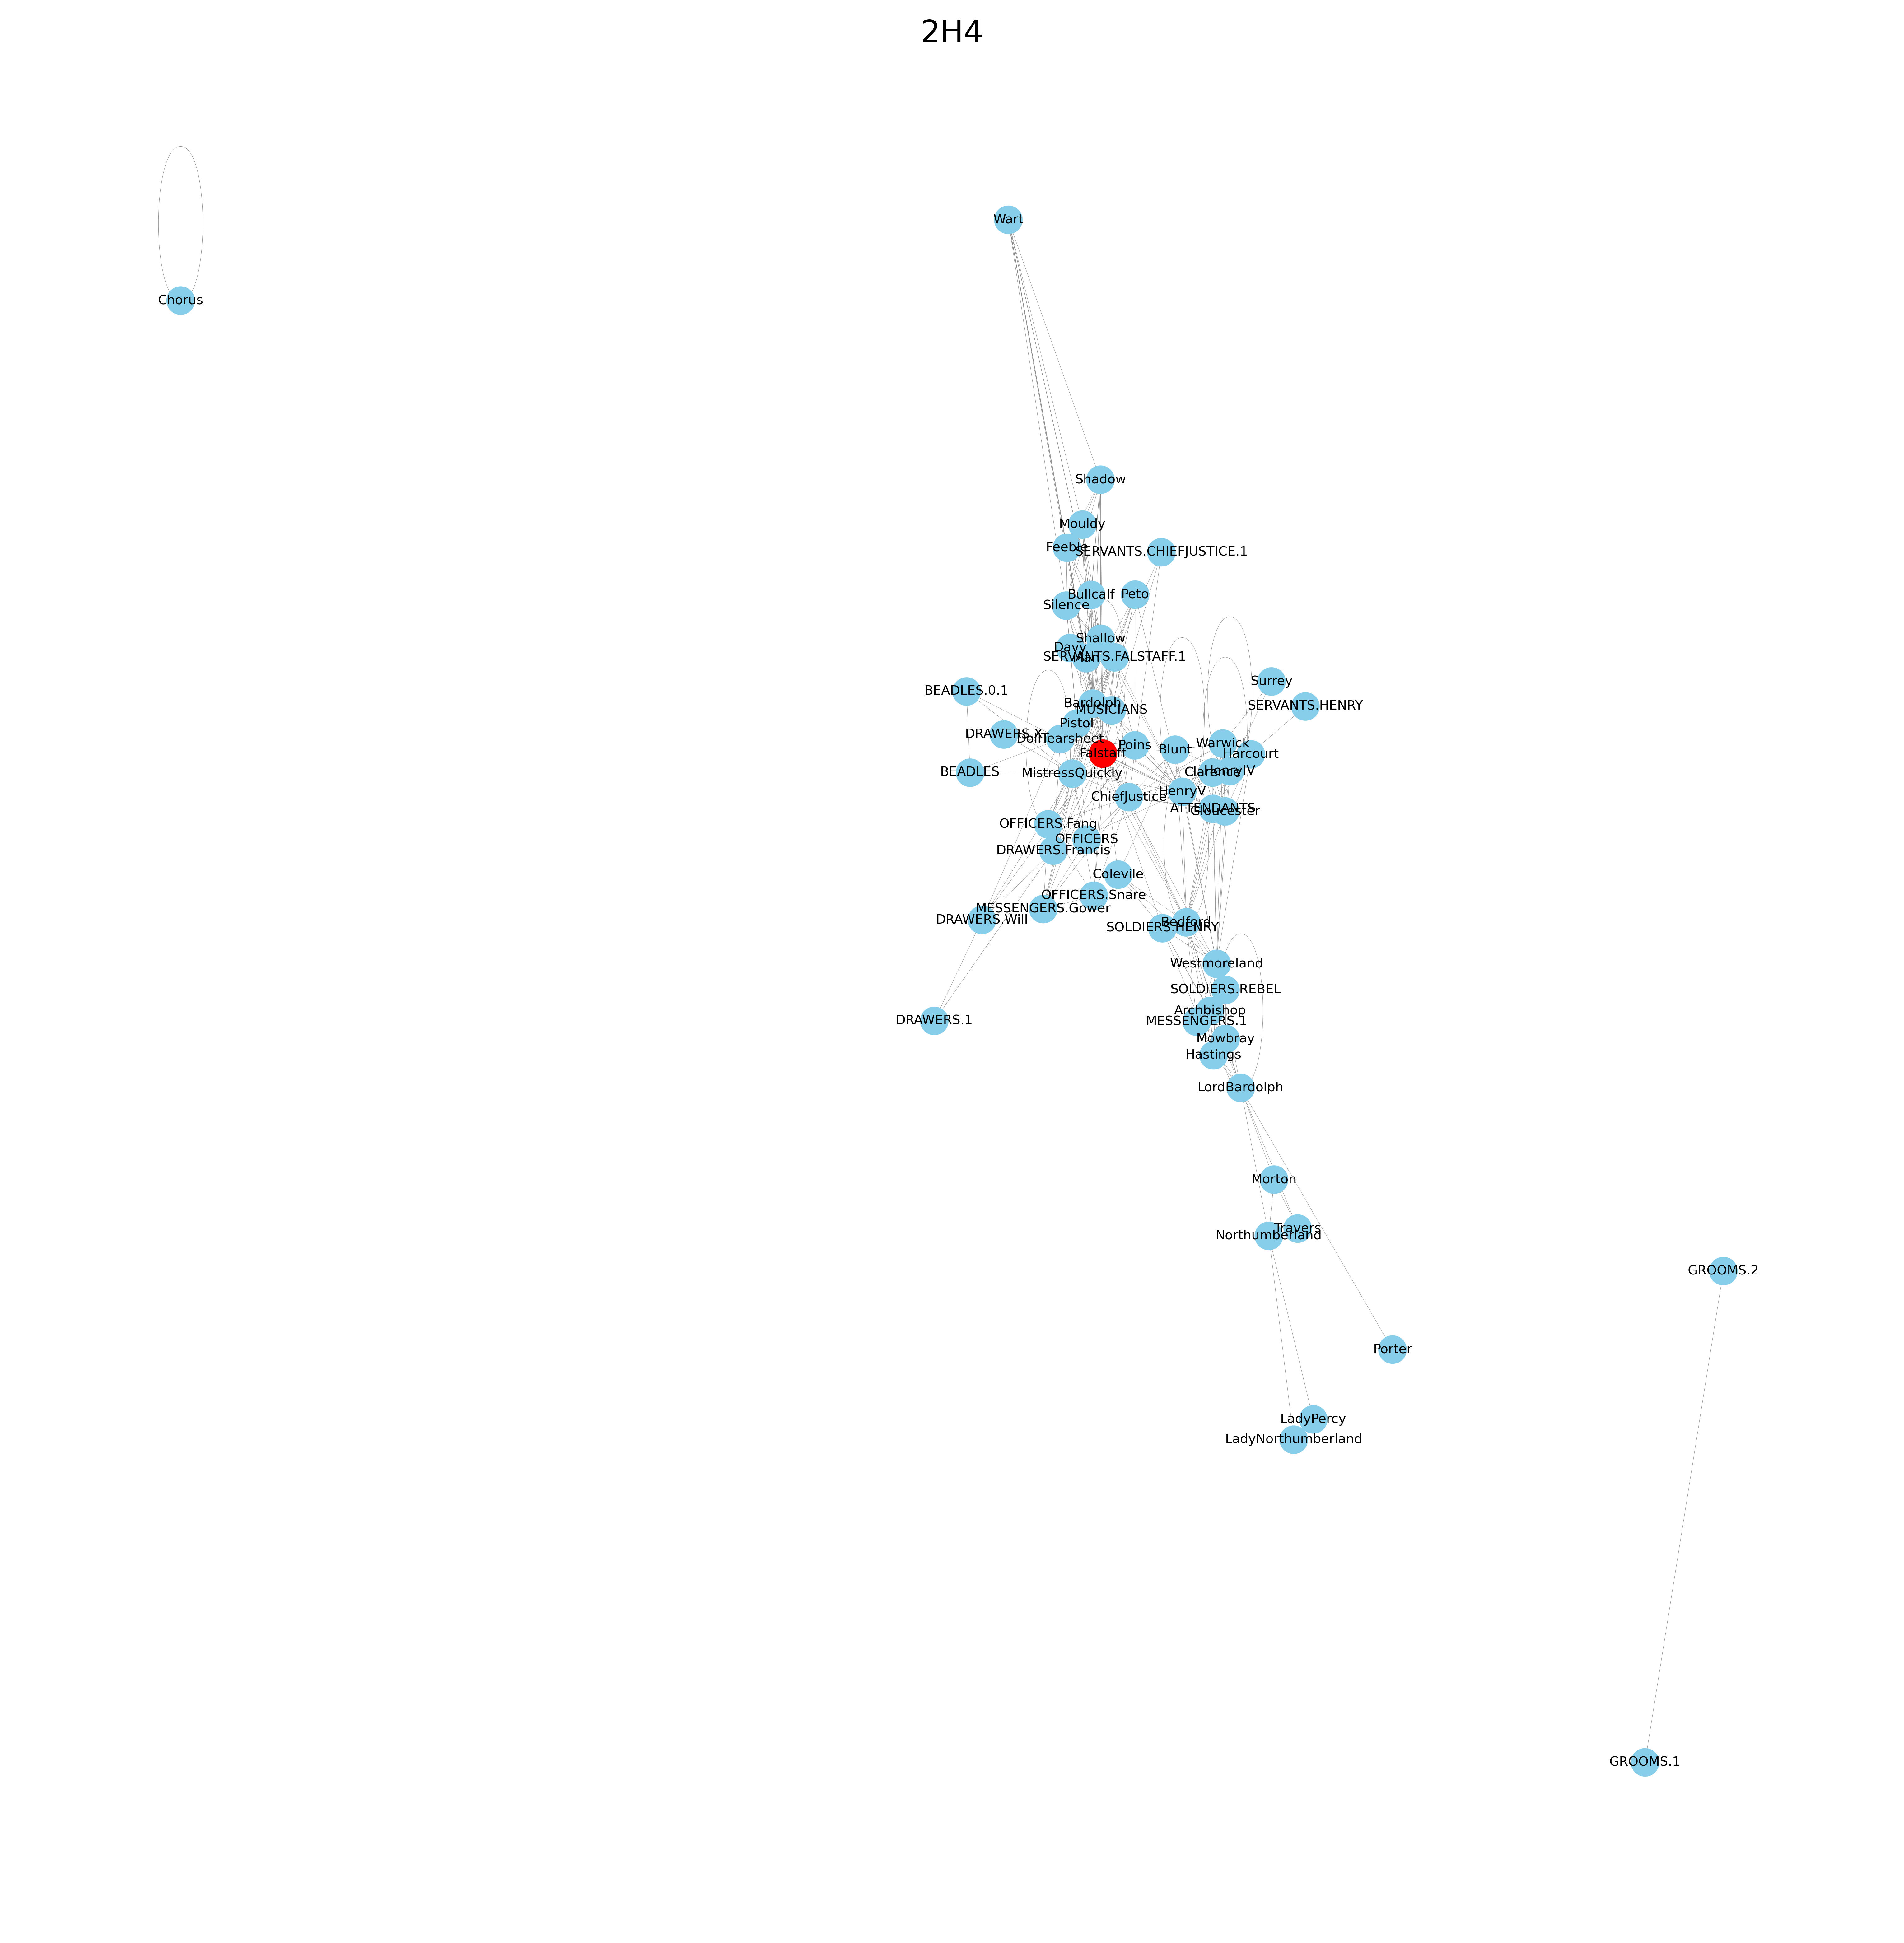 2H4
Wart
Chorus
Shadow
Mouldy
Feeble
SERVANTS.CHIEFJUSTICE.1
Bullcalf
Peto
Silence
Shallow
Davy
SERVANTS.FALSTAFF.1
Surrey
BEADLES.0.1
Bardolph
SERVANTS.HENRY
MUSICIANS
Pistol
DRAWERS.X
DollTearsheet
Poins
Warwick
Blunt
Falstaff
Harcourt
HenryIV
BEADLES
MistressQuickly
Clarence
HenryV
ChiefJustice
ATTENDANTS
Gloucester
OFFICERS.Fang
OFFICERS
DRAWERS.Francis
Colevile
OFFICERS.Snare
MESSENGERS.Gower
DRAWERS.Will
Bedford
SOLDIERS.HENRY
Westmoreland
SOLDIERS.REBEL
Archbishop
DRAWERS.1
MESSENGERS.1
Mowbray
Hastings
LordBardolph
Morton
Travers
Northumberland
GROOMS.2
Porter
LadyPercy
LadyNorthumberland
GROOMS.1